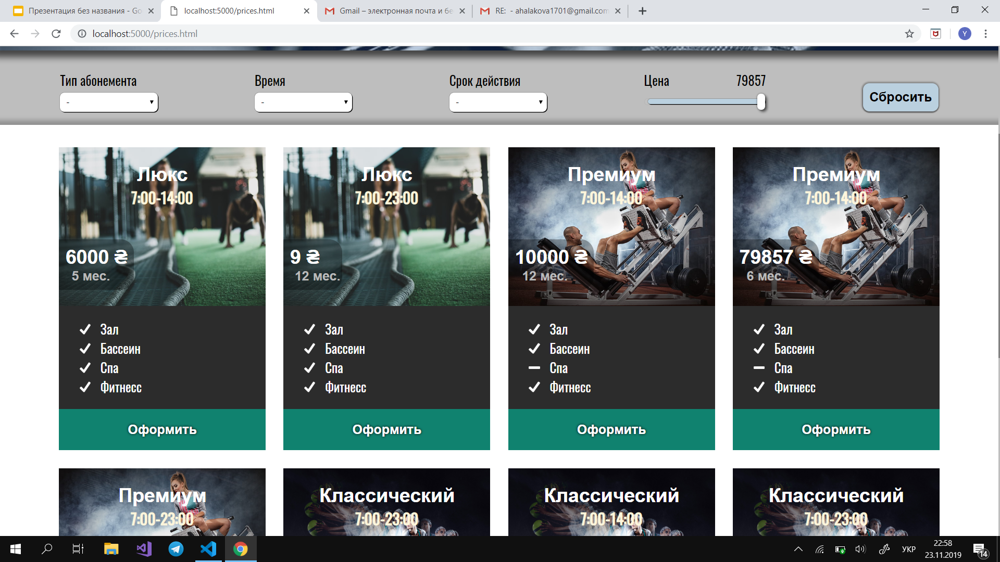 Презентация без названия - Go
localhost:5000/prices.html
Gmail – электронная почта и бе
RE: - ahalakova1701@gmail.com
localhost:5000/prices.html
Y
Тип абонемента
Время
Срок действия
Цена
79857
-
-
-
Сбросить
Люкс
7:00-14:00
6000 ₴
5 мес.
Зал
Бассеин
Спа
Фитнесс
Оформить
Люкс
7:00-23:00
9 ₴
12 мес.
Зал
Бассеин
Спа
Фитнесс
Оформить
Премиум
7:00-14:00
10000 ₴
12 мес.
Зал
Бассеин
Спа
Фитнесс
Оформить
Премиум
7:00-14:00
79857 ₴
6 мес.
Зал
Бассеин
Спа
Фитнесс
Оформить
Премиум
7:00-23:00
Классический
7:00-23:00
Классический
7:00-14:00
Классический
7:00-23:00
УКР
22:58
23.11.2019
14